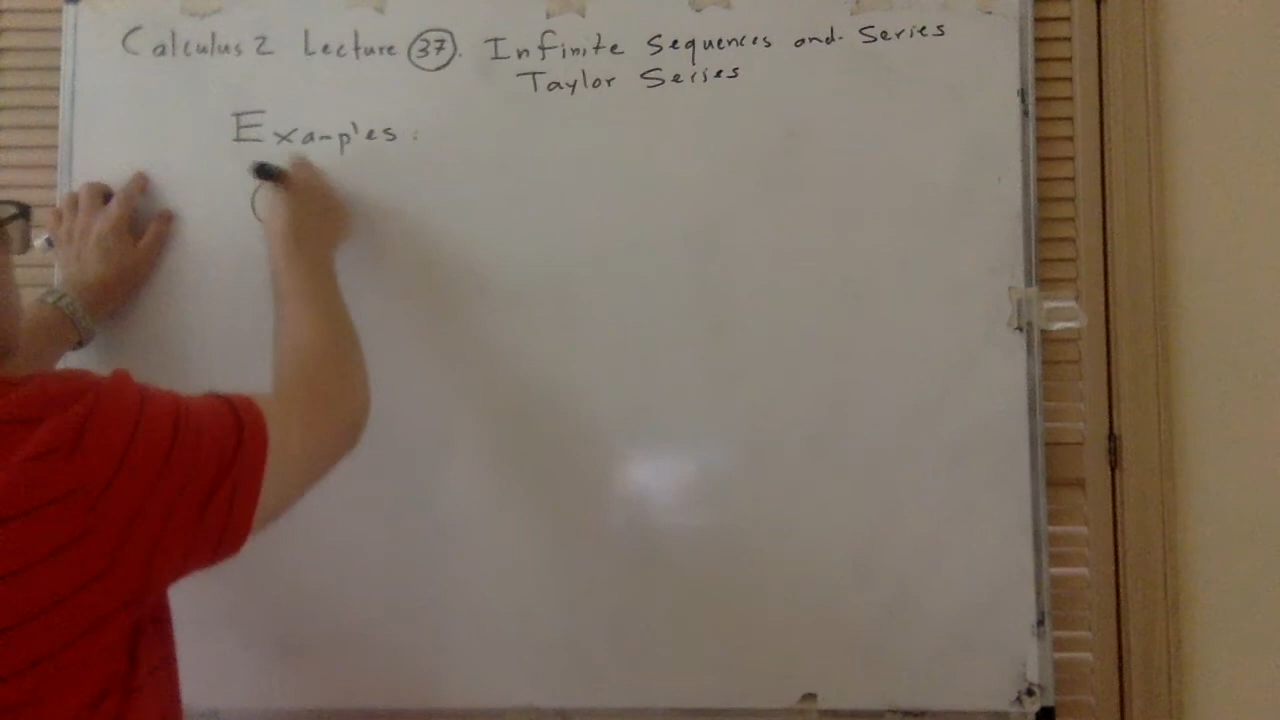 Calculus 2 Lecture 37. Infinite Sequences and Series
Taylor Series
Examples: